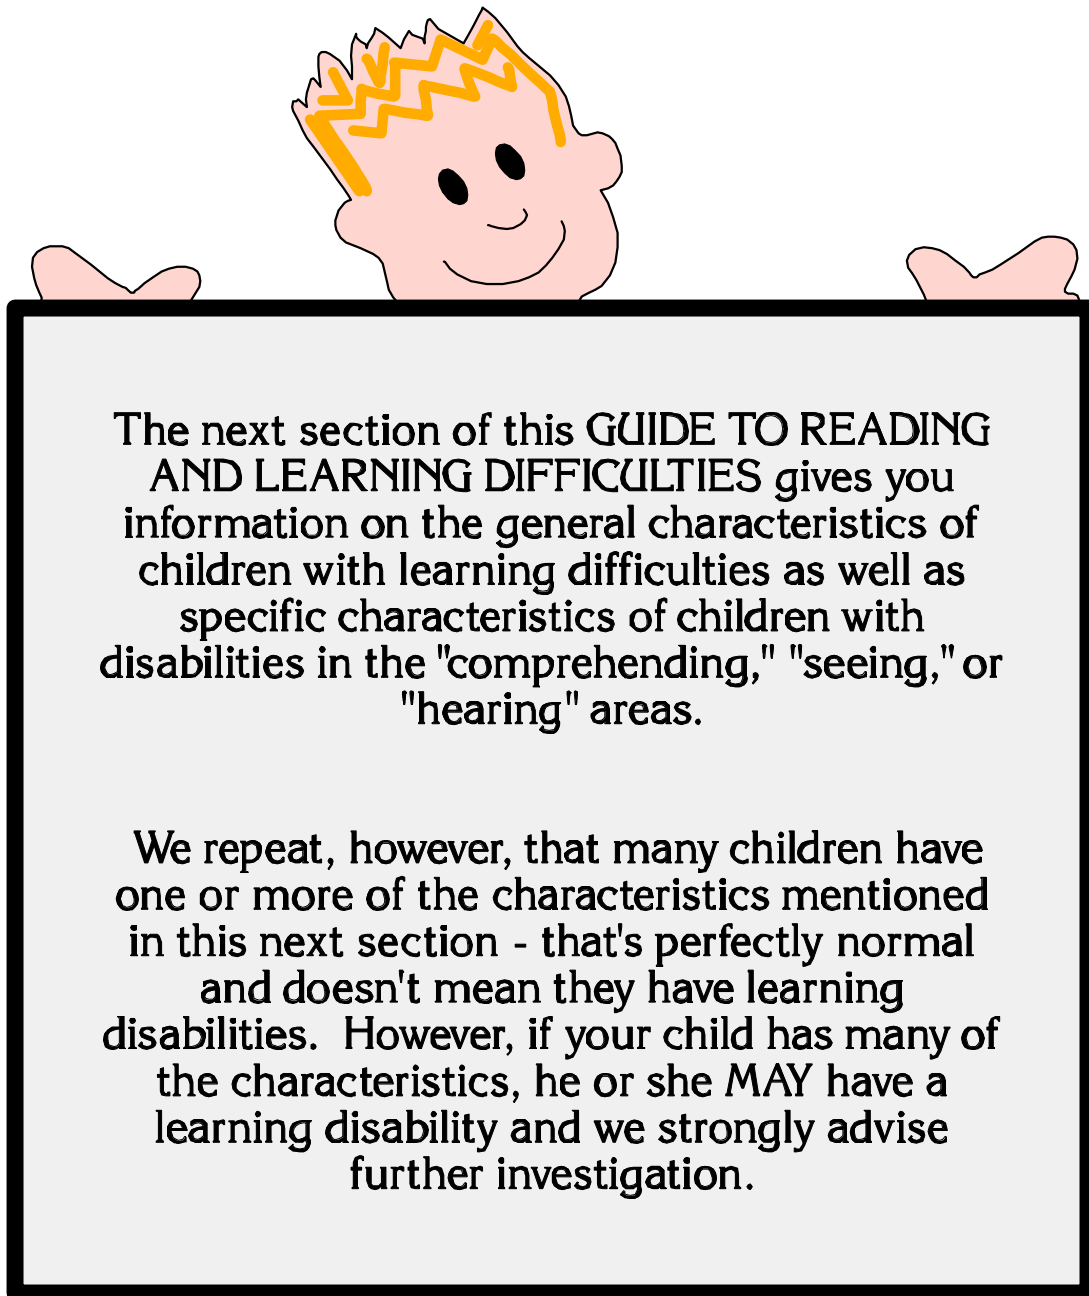 The next section of this GUIDE TO READING
AND LEARNING DIFFICULTIES gives you
information on the general characteristics of
children with learning difficulties as well as
specific characteristics of children with
disabilities in the "comprehending," "seeing," or
"hearing" areas.
We repeat, however, that many children have
one or more of the characteristics mentioned
in this next section - that's perfectly normal
and doesn't mean they have learning
disabilities.  However, if your child has many of
the characteristics, he or she MAY have a
learning disability and we strongly advise
further investigation.